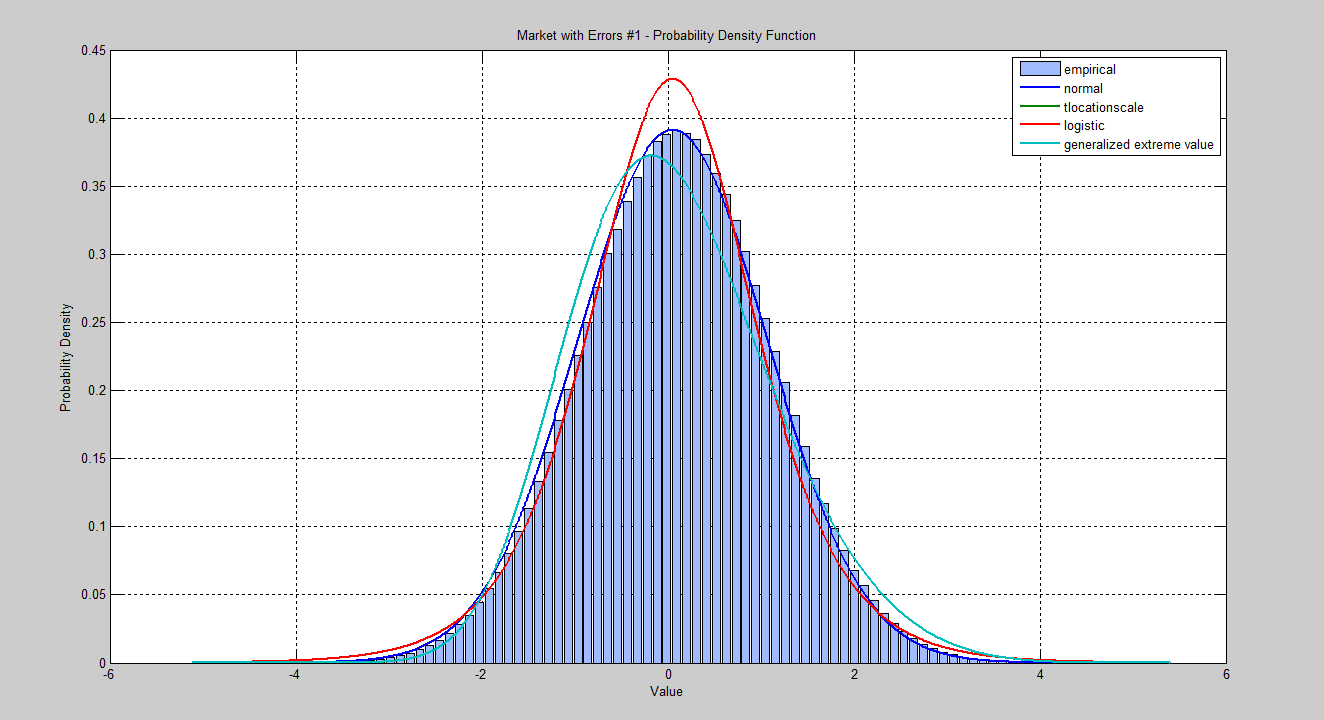 Market with Errors #1 - Probability Density Function
0.45
0.4
0.35
0.3
0.25
0.2
0.15
0.1
0.05
0
Probability Density
empirical
normal
tlocationscale
logistic
generalized extreme value
-6
-4
-2
0
2
4
6
Value